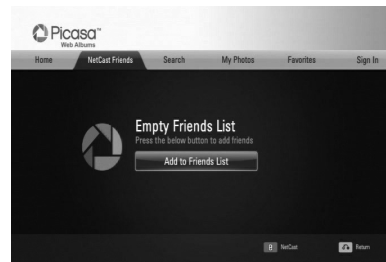 Picasa™
Web Albums
Home NetCast Friends Search My Photos Favorites Sign In
Empty Friends List
Press the below button to add friends
Add to Friends List
NetCast Return